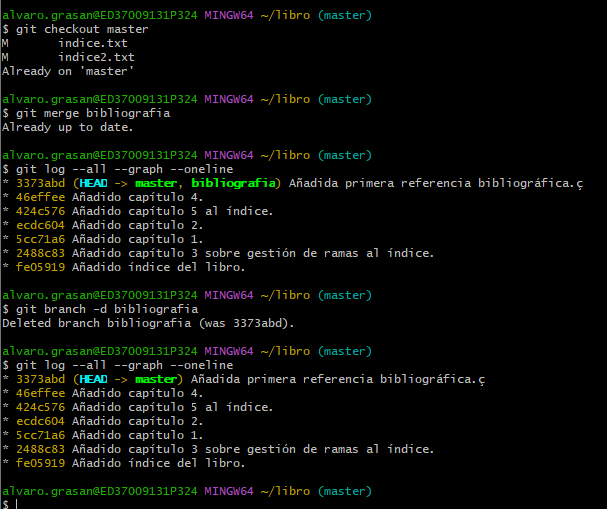 alvaro.grasan@ED37009131P324 MINGW64 ~/libro (master)
$ git checkout master
M       indice.txt
M       indice2.txt
Already on 'master'

alvaro.grasan@ED37009131P324 MINGW64 ~/libro (master)
$ git merge bibliografia
Already up to date.

alvaro.grasan@ED37009131P324 MINGW64 ~/libro (master)
$ git log --all --graph --oneline
* 3373abd (HEAD -> master, bibliografia) Añadida primera referencia bibliográfica.ç
* 46effee Añadido capítulo 4.
* 424c576 Añadido capítulo 5 al índice.
* ecdc604 Añadido capítulo 2.
* 5cc71a6 Añadido capítulo 1.
* 2488c83 Añadido capítulo 3 sobre gestión de ramas al índice.
* fe05919 Añadido índice del libro.

alvaro.grasan@ED37009131P324 MINGW64 ~/libro (master)
$ git branch -d bibliografia
Deleted branch bibliografia (was 3373abd).

alvaro.grasan@ED37009131P324 MINGW64 ~/libro (master)
$ git log --all --graph --oneline
* 3373abd (HEAD -> master) Añadida primera referencia bibliográfica.ç
* 46effee Añadido capítulo 4.
* 424c576 Añadido capítulo 5 al índice.
* ecdc604 Añadido capítulo 2.
* 5cc71a6 Añadido capítulo 1.
* 2488c83 Añadido capítulo 3 sobre gestión de ramas al índice.
* fe05919 Añadido índice del libro.

alvaro.grasan@ED37009131P324 MINGW64 ~/libro (master)
$